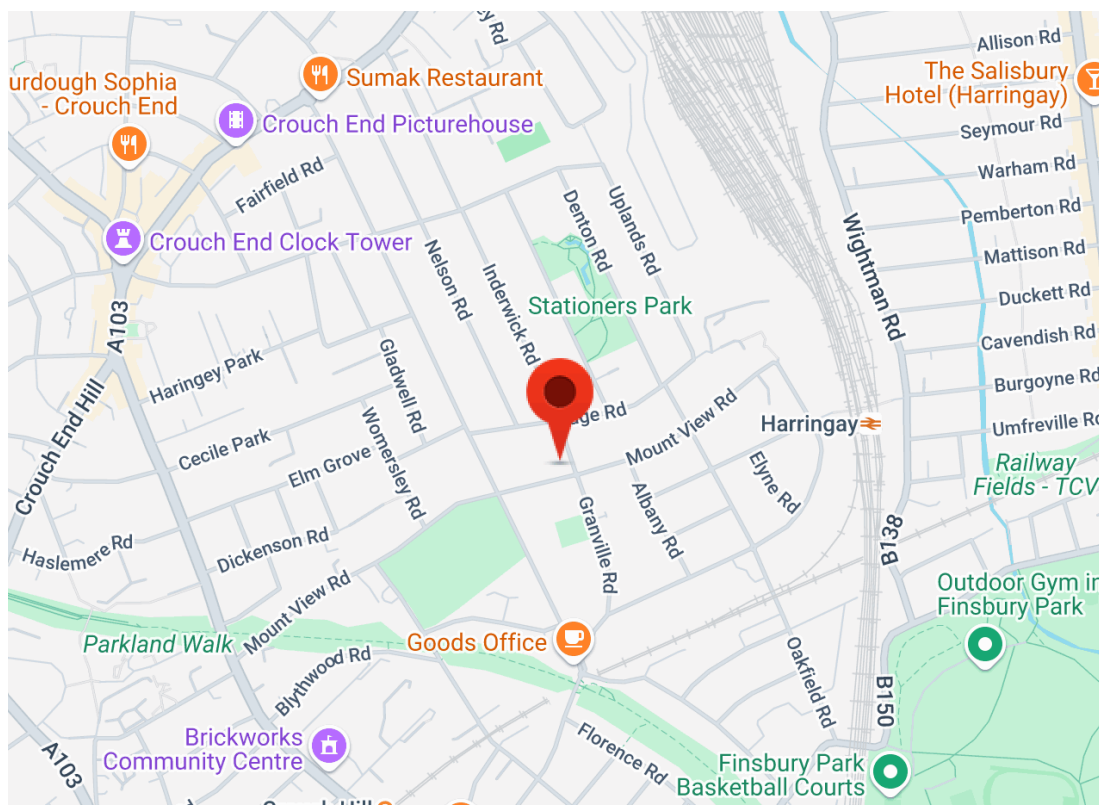 ey Rd
Allison Rd
Sumak Restaurant
urdough Sophia
- Crouch End
The Salisbury
Hotel (Harringay)
Crouch End Picturehouse
Seymour Rd
Fairfield Rd
Warham Rd
Denton Rd
Uplands Rd
Pemberton Rd
Crouch End Clock Tower
Nelson Rd
Wightman Rd
Mattison Rd
Inderwick Rd
Stationers Park
Duckett Rd
A103
Cavendish Rd
Haringey Park
Gladwell Rd
Burgoyne Rd
Crouch End Hill
age Rd
Mount View Rd
Harringay
Umfreville Rd
Womersley Rd
Cecile Park
Elm Grove
Elyne Rd
Railway
Fields - TCV
Albany Rd
Granville Rd
B138
Haslemere Rd
Dickenson Rd
Outdoor Gym in
Finsbury Park
Mount View Rd
Parkland Walk
Goods Office
Blythwood Rd
Oakfield Rd
B150
A103
Brickworks
Community Centre
Florence Rd
Finsbury Park
Basketball Courts